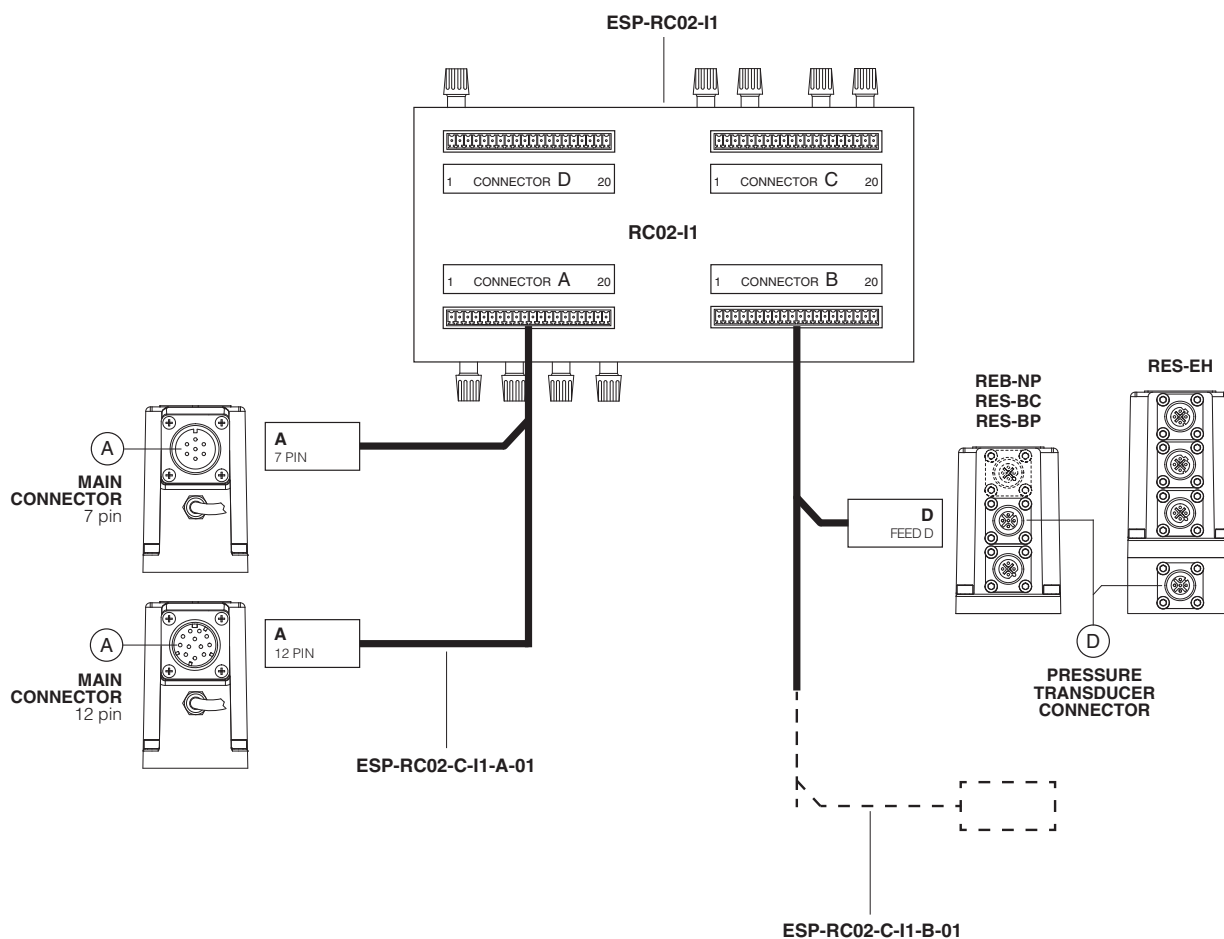 ESP-RC02-I1
1 CONNECTOR D 20
1 CONNECTOR C 20
RC02-I1
1 CONNECTOR A 20
1 CONNECTOR B 20
A
MAIN
CONNECTOR
7 pin
A
7 PIN
A
MAIN
CONNECTOR
12 pin
A
12 PIN
ESP-RC02-C-I1-A-01
D
FEED D
REB-NP
RES-BC
RES-BP
RES-EH
D
PRESSURE
TRANSDUCER
CONNECTOR
ESP-RC02-C-I1-B-01